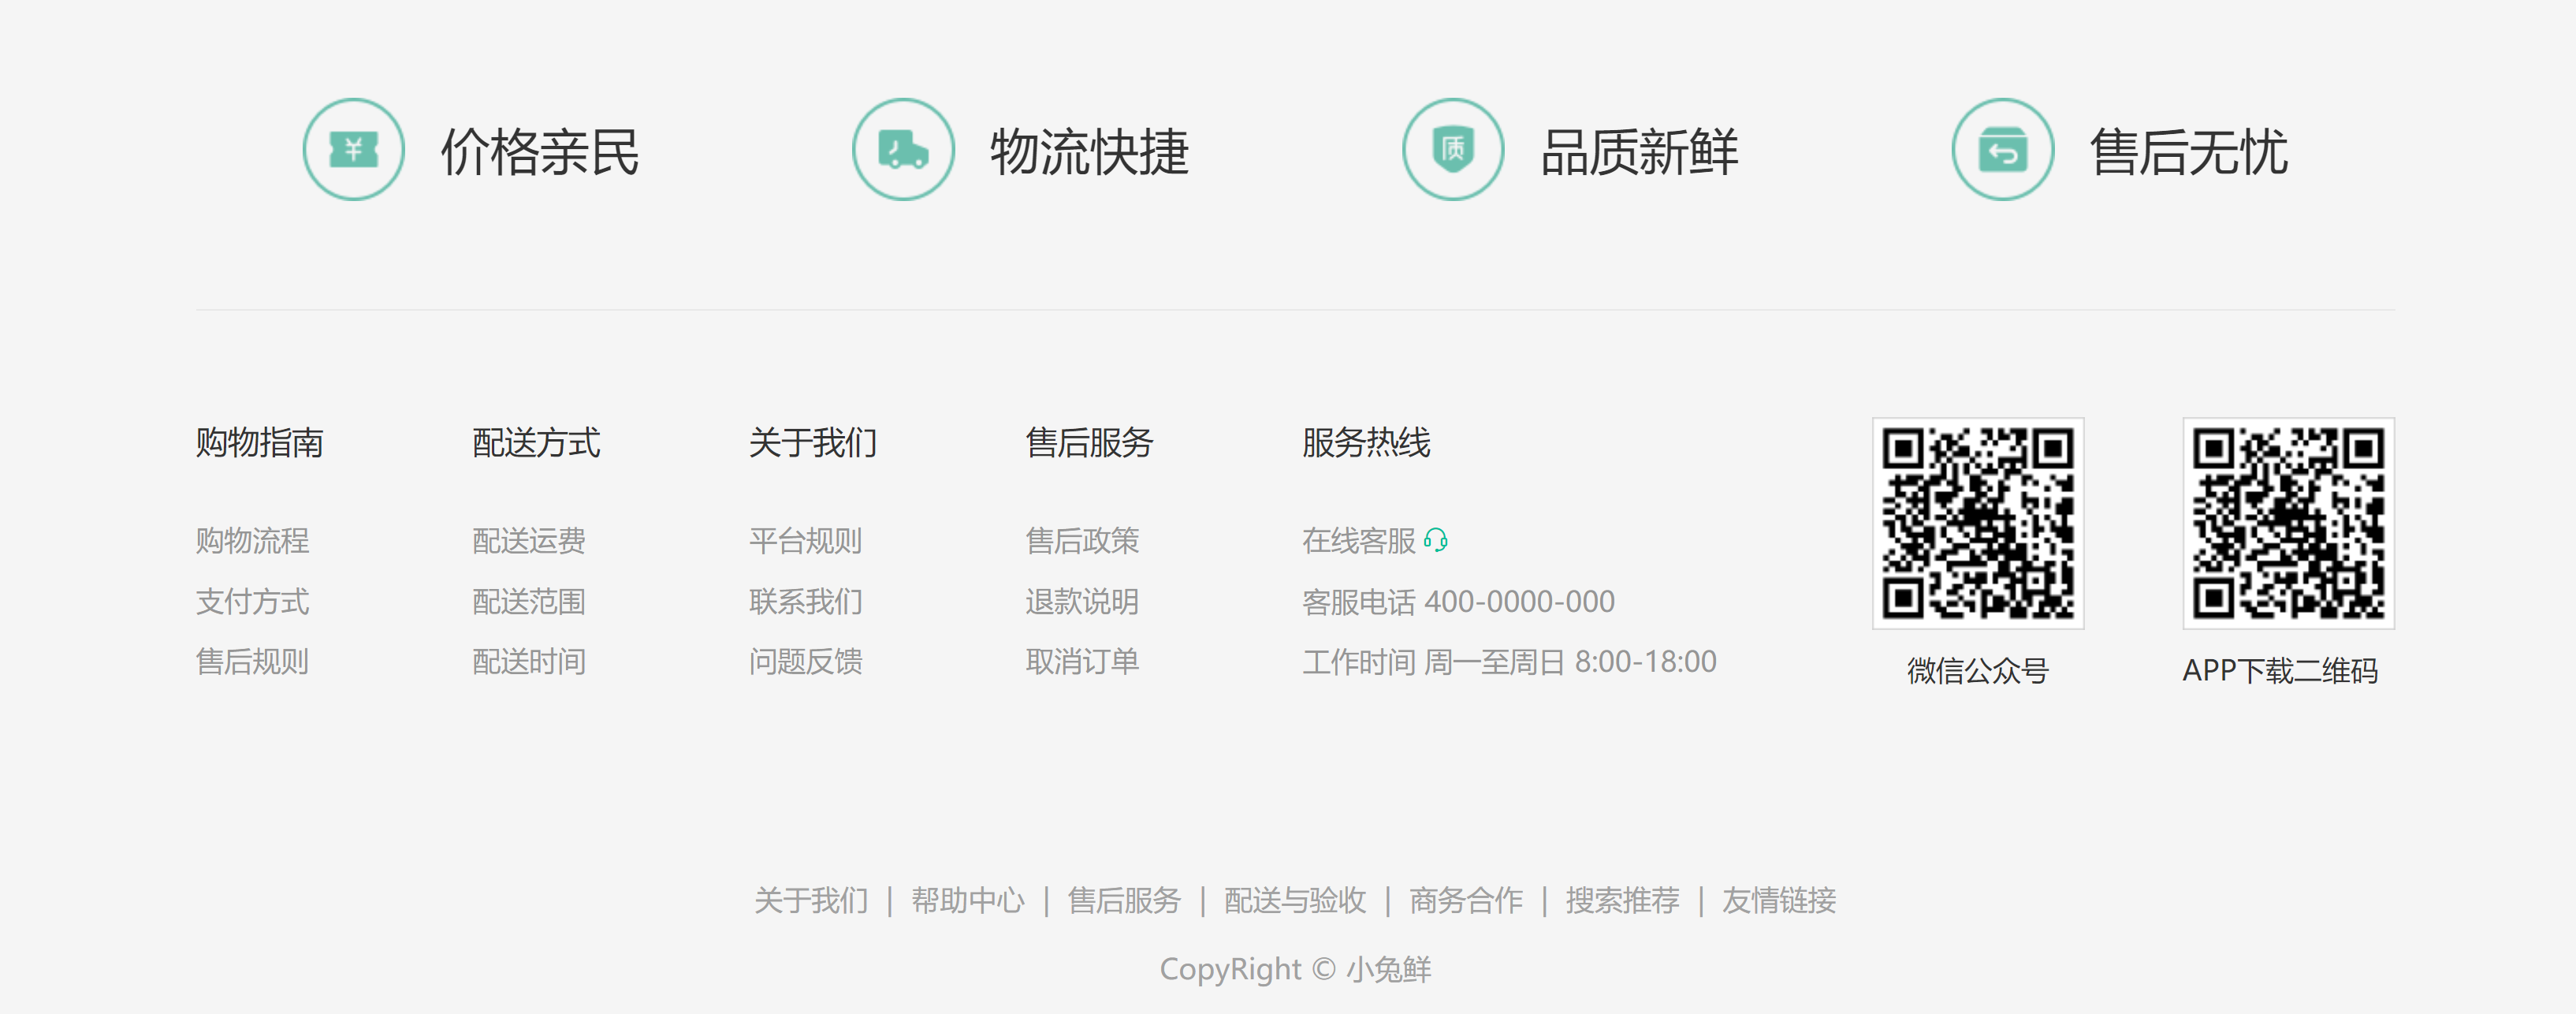 ¥ 价格亲民
物流快捷
质 品质新鲜
售后无忧
购物指南
购物流程
支付方式
售后规则
配送方式
配送运费
配送范围
配送时间
关于我们
平台规则
联系我们
问题反馈
售后服务
售后政策
退款说明
取消订单
服务热线
在线客服
客服电话 400-0000-000
工作时间 周一至周日 8:00-18:00
微信公众号
APP下载二维码
关于我们 | 帮助中心 | 售后服务 | 配送与验收 | 商务合作 | 搜索推荐 | 友情链接
CopyRight © 小兔鲜